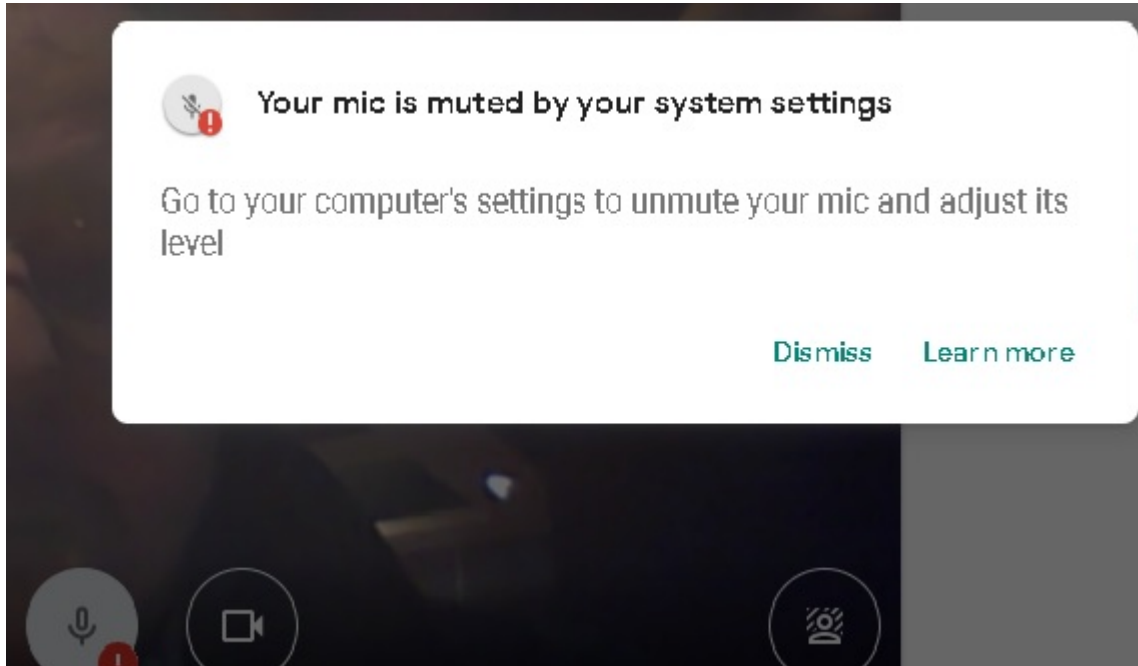 Your mic is muted by your system settings
Go to your computer's settings to unmute your mic and adjust its
level
Dismiss Learn more